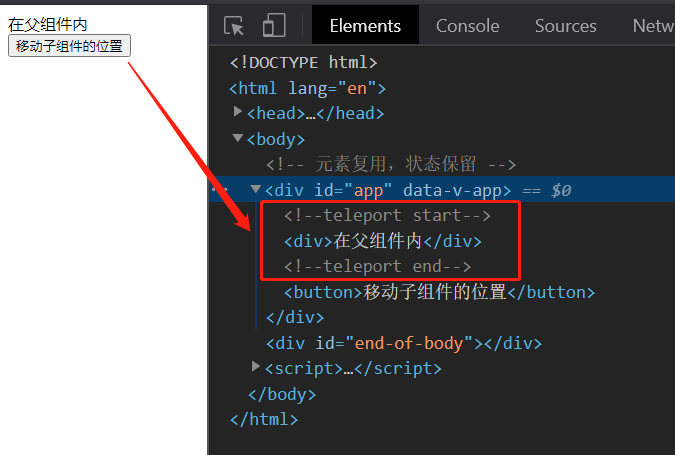 在父组件内
移动子组件的位置
Elements Console Sources Netw
<!DOCTYPE html>
<html lang="en">
<head>…</head>
<body>
<!-- 元素复用，状态保留 -->
<div id="app" data-v-app> == $0
<!--teleport start-->
<div>在父组件内</div>
<!--teleport end-->
<button>移动子组件的位置</button>
</div>
<div id="end-of-body"></div>
<script>…</script>
</body>
</html>